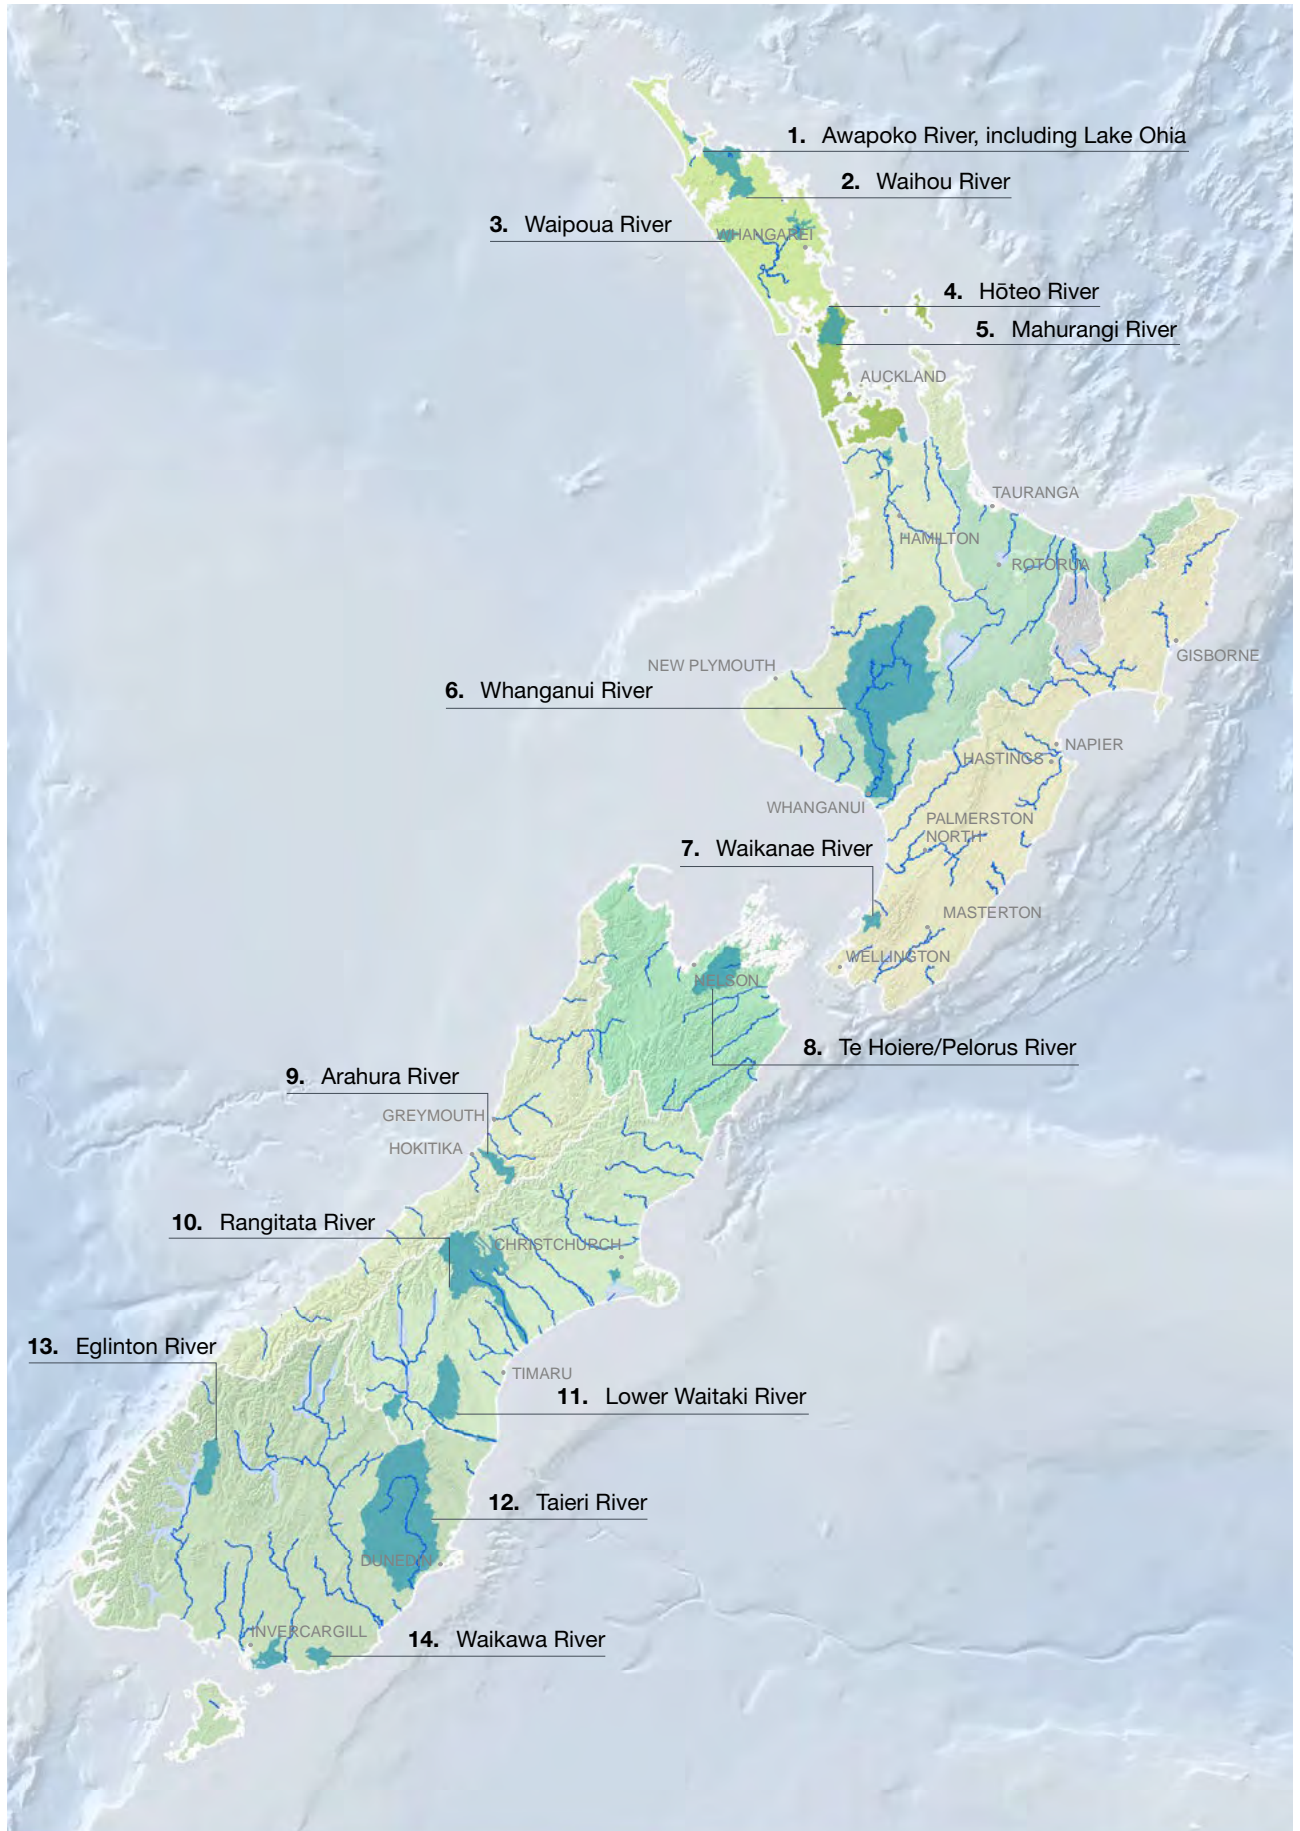 1. Awapoko River, including Lake Ohia
2. Waihou River
3. Waipoua River
WHANGAREI
4. Hōteo River
5. Mahurangi River
AUCKLAND
TAURANGA
HAMILTON
ROTORUA
GISBORNE
NEW PLYMOUTH
6. Whanganui River
NAPIER
HASTINGS
WHANGANUI
PALMERSTON
NORTH
7. Waikanae River
MASTERTON
WELLINGTON
NELSON
8. Te Hoiere/Pelorus River
9. Arahura River
GREYMOUTH
HOKITIKA
10. Rangitata River
CHRISTCHURCH
13. Eglinton River
TIMARU
11. Lower Waitaki River
12. Taieri River
DUNEDIN
INVERCARGILL
14. Waikawa River